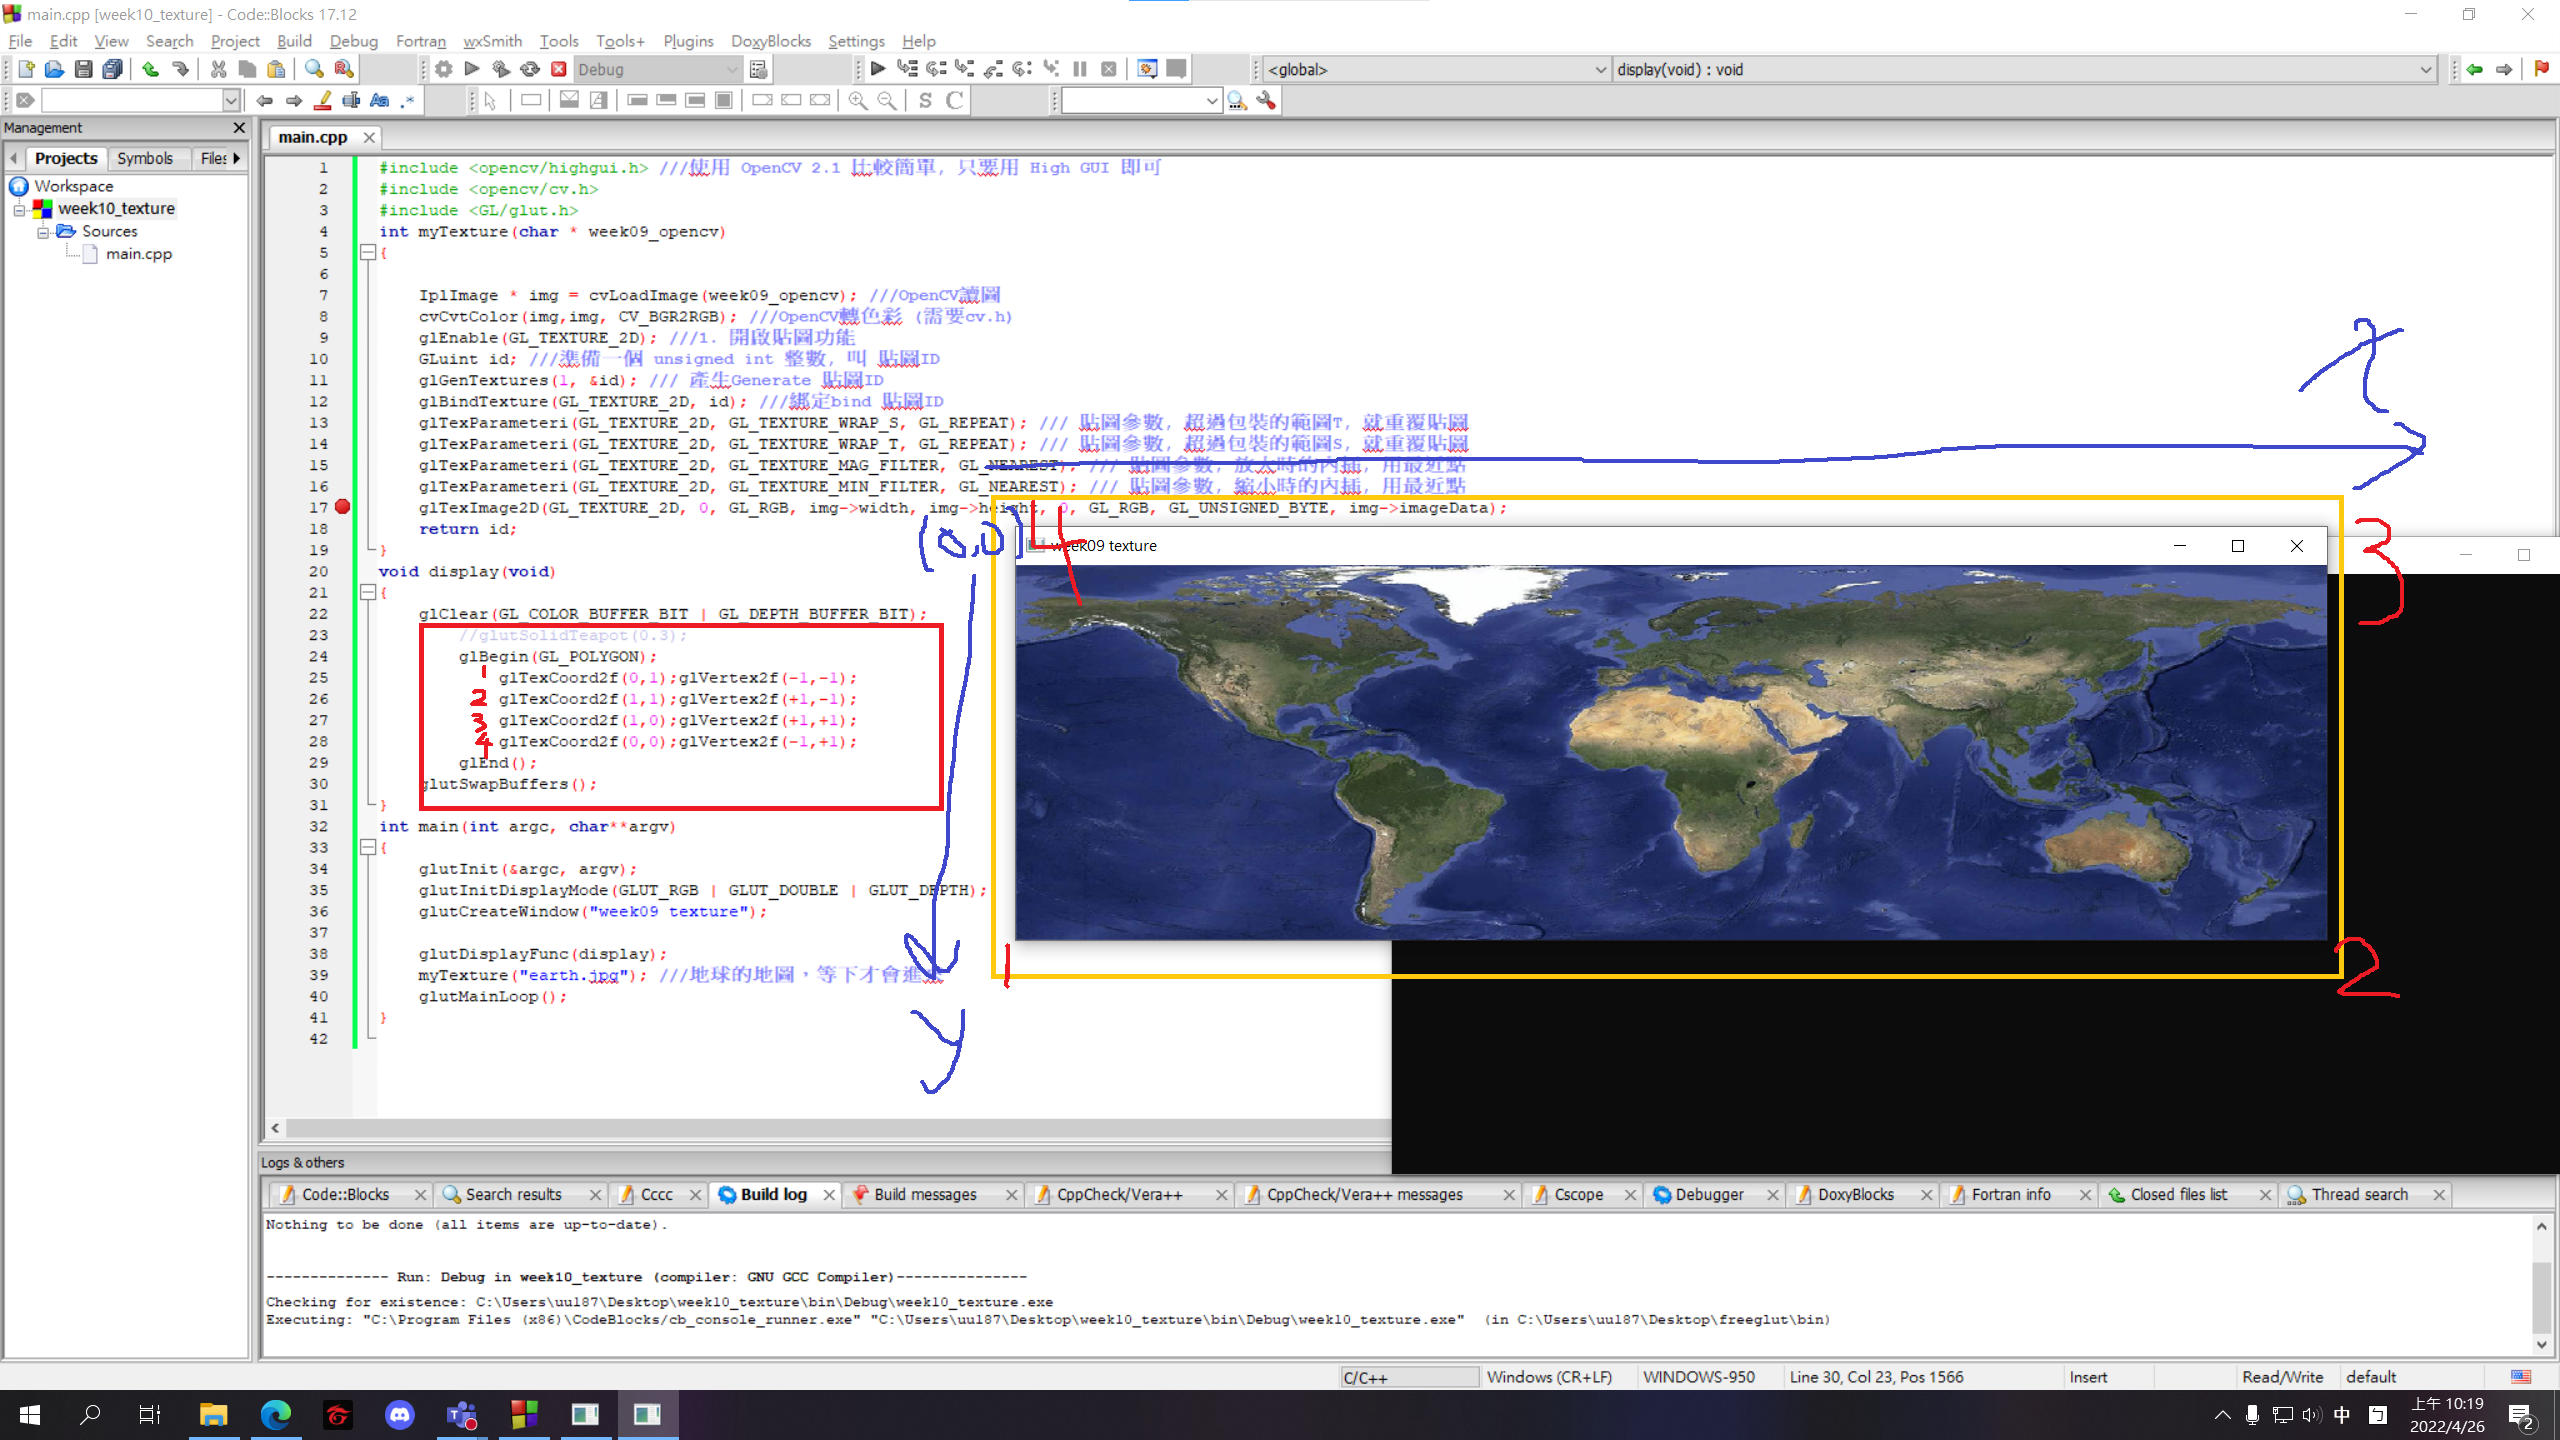 main.cpp [week10_texture] - Code::Blocks 17.12
File Edit View Search Project Build Debug Fortran wxSmith Tools Tools+ Plugins DoxyBlocks Settings Help
Debug
<global>
display(void) : void
S C
Management
Projects Symbols Files
Workspace
week10_texture
Sources
main.cpp
main.cpp
1 #include <opencv/highgui.h> ///使用 OpenCV 2.1 比較簡單, 只要用 High GUI 即可
2 #include <opencv/cv.h>
3 #include <GL/glut.h>
4 int myTexture(char * week09_opencv)
5 {
6
7 IplImage * img = cvLoadImage(week09_opencv); ///OpenCV讀圖
8 cvCvtColor(img,img, CV_BGR2RGB); ///OpenCV轉色彩 (需要cv.h)
9 glEnable(GL_TEXTURE_2D); ///1. 開啟貼圖功能
10 GLuint id; ///準備一個 unsigned int 整數, 叫 貼圖ID
11 glGenTextures(1, &id); /// 產生Generate 貼圖ID
12 glBindTexture(GL_TEXTURE_2D, id); ///綁定bind 貼圖ID
13 glTexParameteri(GL_TEXTURE_2D, GL_TEXTURE_WRAP_S, GL_REPEAT); /// 貼圖參數, 超過包裝的範圖T, 就重覆貼圖
14 glTexParameteri(GL_TEXTURE_2D, GL_TEXTURE_WRAP_T, GL_REPEAT); /// 貼圖參數, 超過包裝的範圖S, 就重覆貼圖
15 glTexParameteri(GL_TEXTURE_2D, GL_TEXTURE_MAG_FILTER, GL_NEAREST); /// 貼圖參數, 放大時的內插, 用最近點
16 glTexParameteri(GL_TEXTURE_2D, GL_TEXTURE_MIN_FILTER, GL_NEAREST); /// 貼圖參數, 縮小時的內插, 用最近點
17 glTexImage2D(GL_TEXTURE_2D, 0, GL_RGB, img->width, img->height, 0, GL_RGB, GL_UNSIGNED_BYTE, img->imageData);
18 return id;
19 }
20 void display(void)
21 {
22 glClear(GL_COLOR_BUFFER_BIT | GL_DEPTH_BUFFER_BIT);
23 //glutSolidTeapot(0.3);
24 glBegin(GL_POLYGON);
25 1 glTexCoord2f(0,1);glVertex2f(-1,-1);
26 2 glTexCoord2f(1,1);glVertex2f(+1,-1);
27 3 glTexCoord2f(1,0);glVertex2f(+1,+1);
28 4 glTexCoord2f(0,0);glVertex2f(-1,+1);
29 glEnd();
30 glutSwapBuffers();
31 }
32 int main(int argc, char**argv)
33 {
34 glutInit(&argc, argv);
35 glutInitDisplayMode(GLUT_RGB | GLUT_DOUBLE | GLUT_DEPTH);
36 glutCreateWindow("week09 texture");
37
38 glutDisplayFunc(display);
39 myTexture("earth.jpg"); ///地球的地圖，等下才會進
40 glutMainLoop();
41 }
42
x
(0,0)
4
3
week09 texture
1
2
y
Logs & others
Code::Blocks Search results Cccc Build log Build messages CppCheck/Vera++ CppCheck/Vera++ messages Cscope Debugger DoxyBlocks Fortran info Closed files list Thread search
Nothing to be done (all items are up-to-date).
-------------- Run: Debug in week10_texture (compiler: GNU GCC Compiler)---------------
Checking for existence: C:\Users\uu187\Desktop\week10_texture\bin\Debug\week10_texture.exe
Executing: "C:\Program Files (x86)\CodeBlocks/cb_console_runner.exe" "C:\Users\uu187\Desktop\week10_texture\bin\Debug\week10_texture.exe"  (in C:\Users\uu187\Desktop\freeglut\bin)
C/C++ Windows (CR+LF) WINDOWS-950 Line 30, Col 23, Pos 1566 Insert Read/Write default
中
上午 10:19
2022/4/26
2